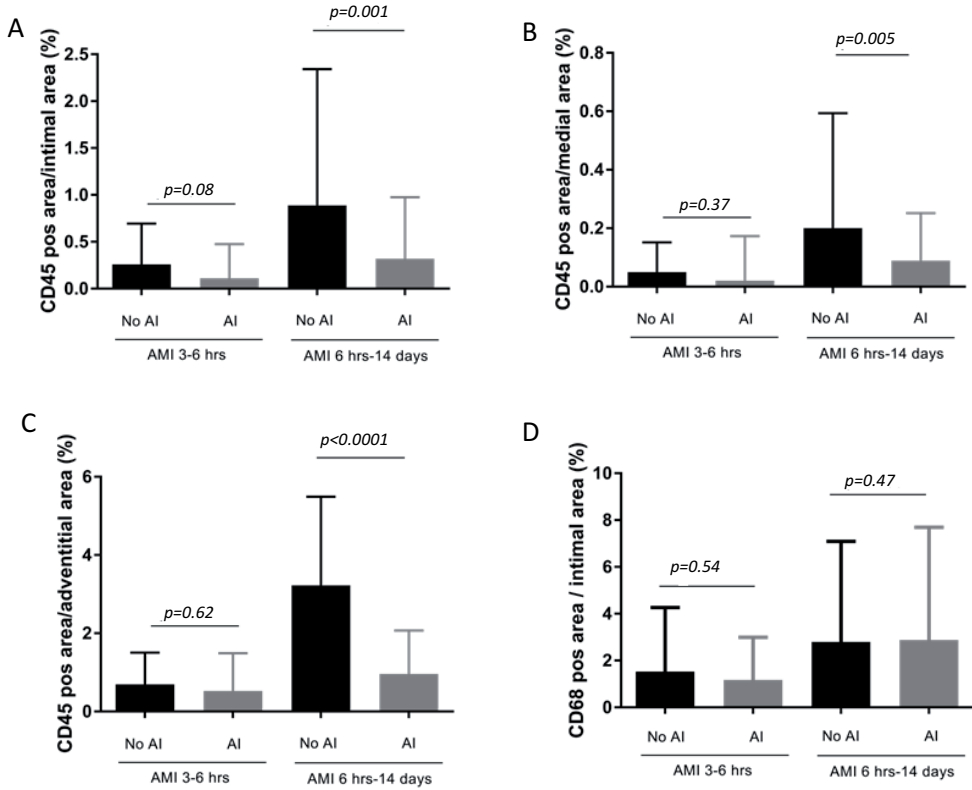 A
p=0.001
CD45 pos area/intimal area (%)
2.5
2.0
1.5
1.0
0.5
0.0
p=0.08
No AI AI No AI AI
AMI 3-6 hrs AMI 6 hrs-14 days
B
p=0.005
CD45 pos area/medial area (%)
0.8
0.6
0.4
0.2
0.0
p=0.37
No AI AI No AI AI
AMI 3-6 hrs AMI 6 hrs-14 days
C
p<0.0001
CD45 pos area/adventitial area (%)
6
4
2
0
p=0.62
No AI AI No AI AI
AMI 3-6 hrs AMI 6 hrs-14 days
D
p=0.47
CD68 pos area / intimal area (%)
10
8
6
4
2
0
p=0.54
No AI AI No AI AI
AMI 3-6 hrs AMI 6 hrs-14 days